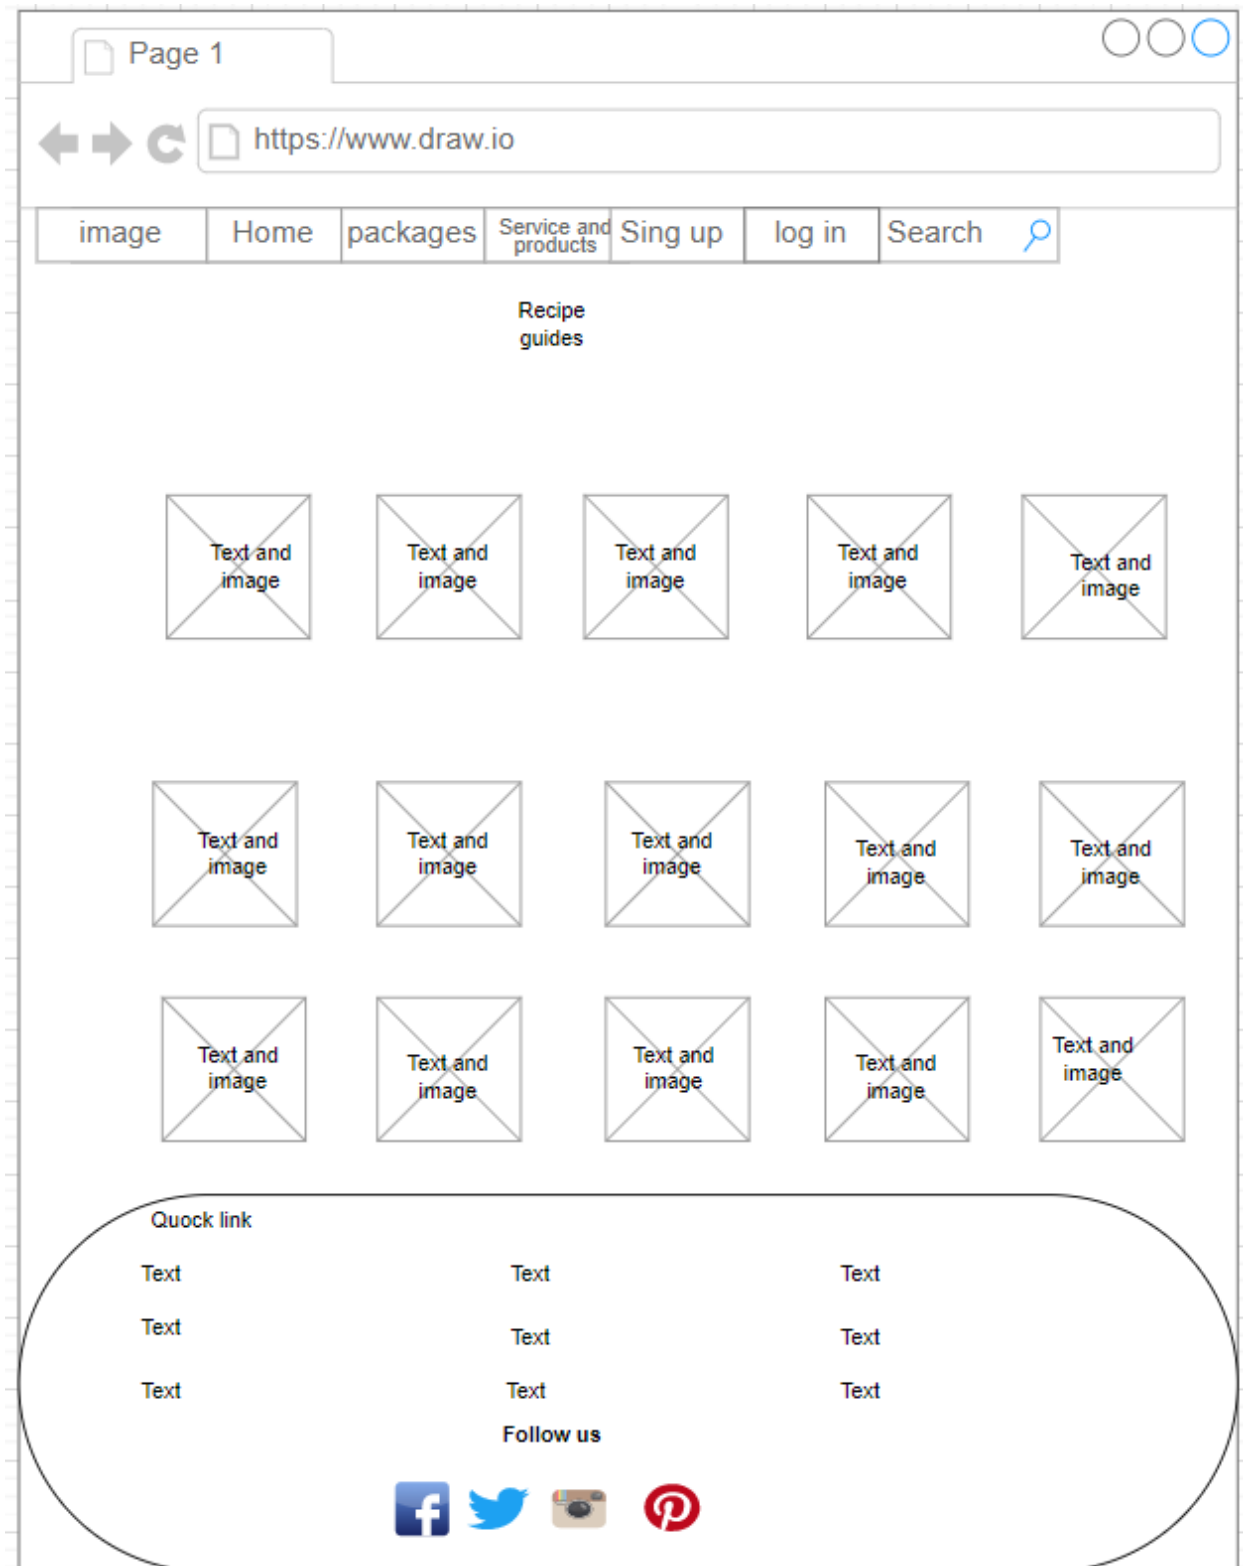 Page 1
https://www.draw.io
image Home packages Service and products Sing up log in Search
Recipe
guides
Text and Text and Text and Text and Text and
image image image image image
Text and Text and Text and Text and Text and
image image image image image
Text and Text and Text and Text and Text and
image image image image image
Quock link
Text Text Text
Text Text Text
Text Text Text
Follow us